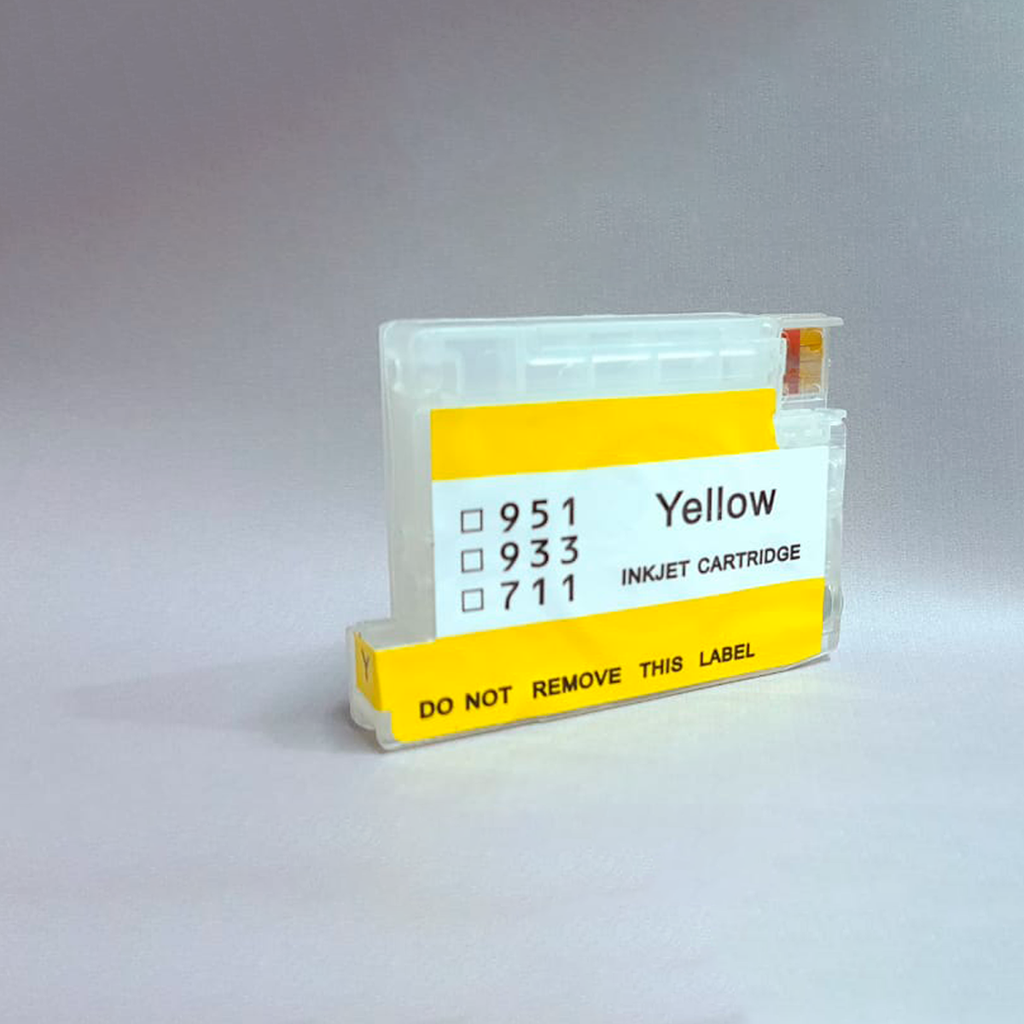 □ 951
□ 933
□ 711
Yellow
INKJET CARTRIDGE
Y
DO NOT REMOVE THIS LABEL